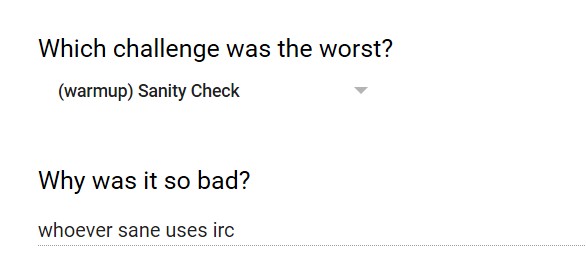 Which challenge was the worst?
(warmup) Sanity Check
Why was it so bad?
whoever sane uses irc